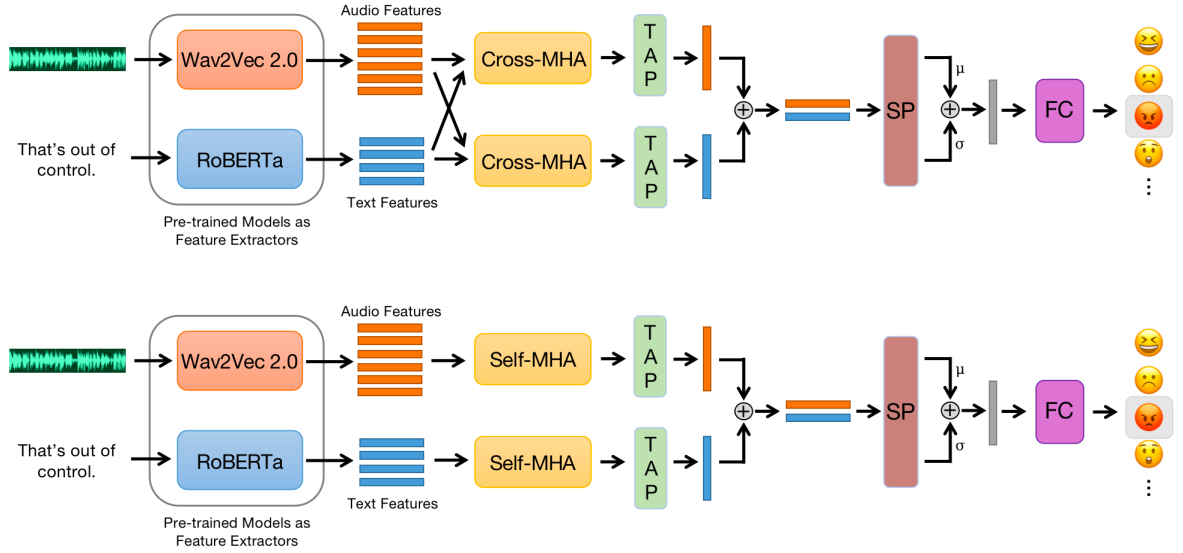 Audio Features
Wav2Vec 2.0
Cross-MHA
T
A
P
μ
SP
FC
That's out of
control.
RoBERTa
Cross-MHA
T
A
P
σ
Text Features
Pre-trained Models as
Feature Extractors
Audio Features
Wav2Vec 2.0
Self-MHA
T
A
P
μ
SP
FC
That's out of
control.
RoBERTa
Self-MHA
T
A
P
σ
Text Features
Pre-trained Models as
Feature Extractors